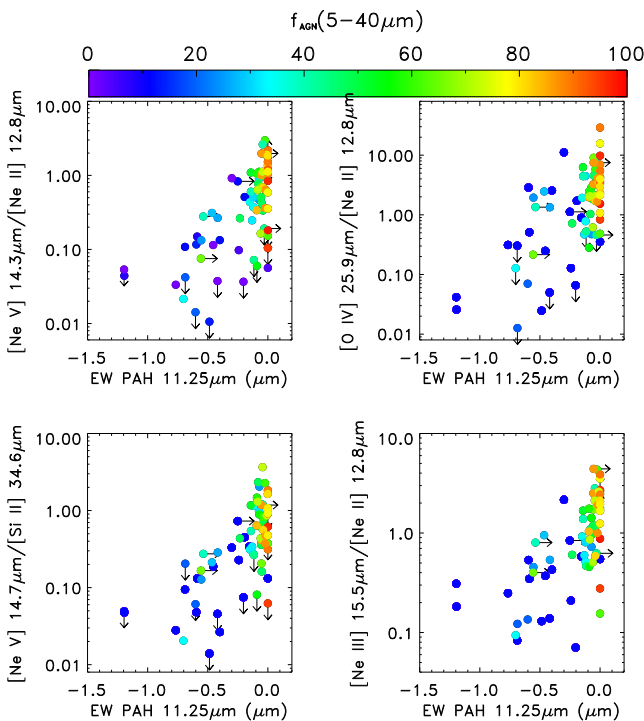 f_AGN(5−40μm)
0 20 40 60 80 100
[Ne V] 14.3μm/[Ne II] 12.8μm
10.00
1.00
0.10
0.01
−1.5 −1.0 −0.5 0.0
EW PAH 11.25μm (μm)
[O IV] 25.9μm/[Ne II] 12.8μm
10.00
1.00
0.10
0.01
−1.5 −1.0 −0.5 0.0
EW PAH 11.25μm (μm)
[Ne V] 14.7μm/[Si II] 34.6μm
10.00
1.00
0.10
0.01
−1.5 −1.0 −0.5 0.0
EW PAH 11.25μm (μm)
[Ne III] 15.5μm/[Ne II] 12.8μm
10.0
1.0
0.1
−1.5 −1.0 −0.5 0.0
EW PAH 11.25μm (μm)